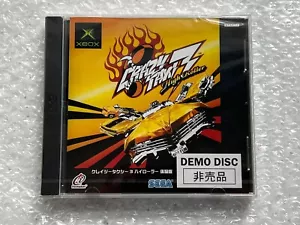 XBOX
CRAZY TAXI 3
High Roller
クレイジータクシー3 ハイローラー 体験版
SEGA
DEMO DISC
非売品